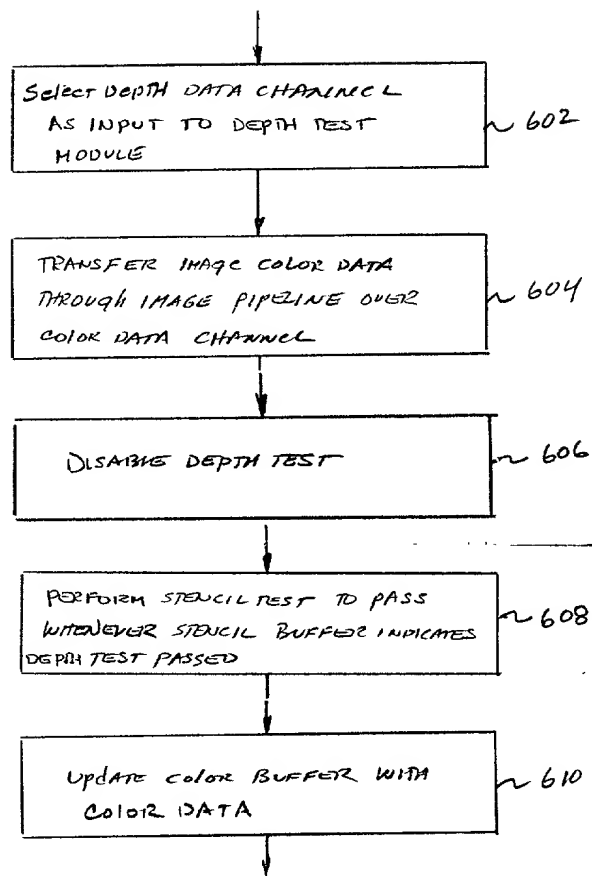 Select DEPTH DATA CHANNEL
AS INPUT TO DEPTH TEST
MODULE
602
TRANSFER IMAGE COLOR DATA
THROUGH IMAGE PIPELINE OVER
COLOR DATA CHANNEL
604
DISABLE DEPTH TEST
606
PERFORM STENCIL TEST TO PASS
WHENEVER STENCIL BUFFER INDICATES
DEPTH TEST PASSED
608
UPDATE COLOR BUFFER WITH
COLOR DATA
610